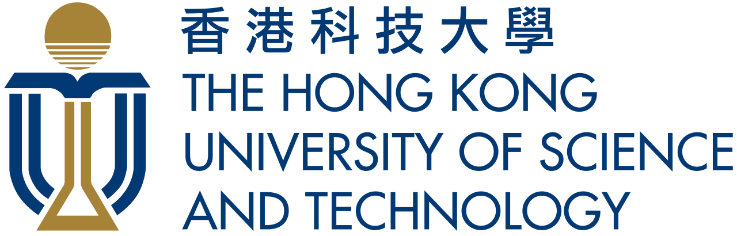 香港科技大學
THE HONG KONG
UNIVERSITY OF SCIENCE
AND TECHNOLOGY